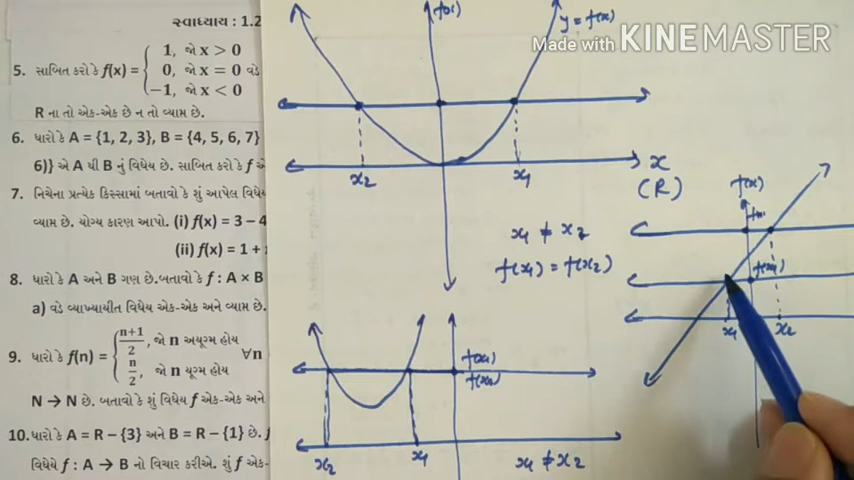 સ્વાધ્યાય : 1.2
5. સાબિત કરો કે f(x) = { 1, જો x > 0
0, જો x = 0 વડે
−1, જો x < 0
R ના તો એક-એક છે ન તો વ્યાપ્ત છે.
6. ધારો કે A = {1, 2, 3}, B = {4, 5, 6, 7}
6)} એ A થી B નું વિધેય છે. સાબિત કરો કે f
7. નિચેના પ્રત્યેક કિસ્સામાં બતાવો કે શું આપેલ વિધેય
વ્યાપ્ત છે. યોગ્ય કારણ આપો. (i) f(x) = 3 − 4
(ii) f(x) = 1 +
8. ધારો કે A અને B ગણ છે.બતાવો કે f : A × B
a) વડે વ્યાખ્યાયીત વિધેય એક-એક અને વ્યાપ્ત છે.
9. ધારો કે f(n) = { n+1/2, જો n અયુગ્મ હોય
n/2, જો n યુગ્મ હોય ∀n
N → N છે. બતાવો કે શું વિધેય f એક-એક અને
10. ધારો કે A = R − {3} અને B = R − {1} છે.
વિધેયે f : A → B નો વિચાર કરીએ. શું f એક-
f(x)
y = f(x)
Made with KINEMASTER
x2 x1
x
(R)
x1 ≠ x2
f(x1) = f(x2)
f(x)
f(x1)
x1 x2
f(x1)
f(x2)
x2 x1
x1 ≠ x2